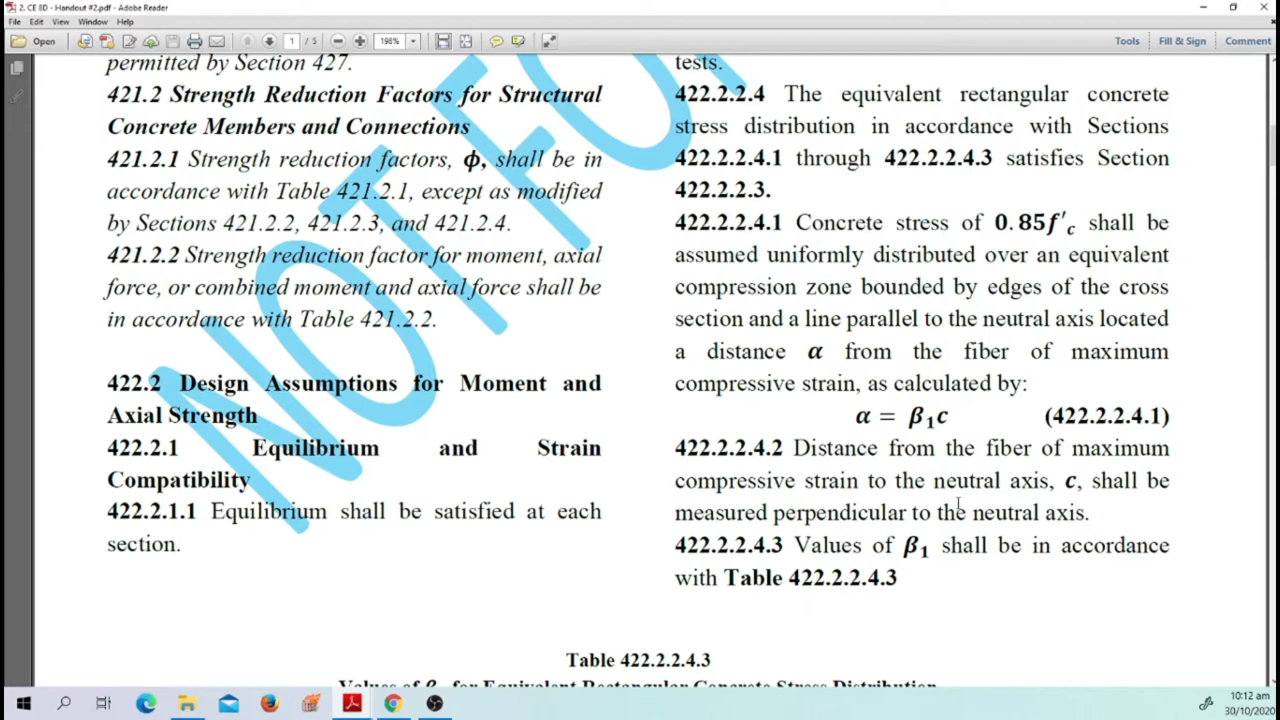 2. CE 8D - Handout #2.pdf - Adobe Reader
File Edit View Window Help
Open 1 / 5 198% Tools Fill & Sign Comment
permitted by Section 427.
421.2 Strength Reduction Factors for Structural
Concrete Members and Connections
421.2.1 Strength reduction factors, ϕ, shall be in
accordance with Table 421.2.1, except as modified
by Sections 421.2.2, 421.2.3, and 421.2.4.
421.2.2 Strength reduction factor for moment, axial
force, or combined moment and axial force shall be
in accordance with Table 421.2.2.
422.2 Design Assumptions for Moment and
Axial Strength
422.2.1 Equilibrium and Strain
Compatibility
422.2.1.1 Equilibrium shall be satisfied at each
section.
tests.
422.2.2.4 The equivalent rectangular concrete
stress distribution in accordance with Sections
422.2.2.4.1 through 422.2.2.4.3 satisfies Section
422.2.2.3.
422.2.2.4.1 Concrete stress of 0.85f′c shall be
assumed uniformly distributed over an equivalent
compression zone bounded by edges of the cross
section and a line parallel to the neutral axis located
a distance α from the fiber of maximum
compressive strain, as calculated by:
α = β1c (422.2.2.4.1)
422.2.2.4.2 Distance from the fiber of maximum
compressive strain to the neutral axis, c, shall be
measured perpendicular to the neutral axis.
422.2.2.4.3 Values of β1 shall be in accordance
with Table 422.2.2.4.3
Table 422.2.2.4.3
Values of β for Equivalent Rectangular Concrete Stress Distribution
NOT FO
10:12 am
30/10/2020